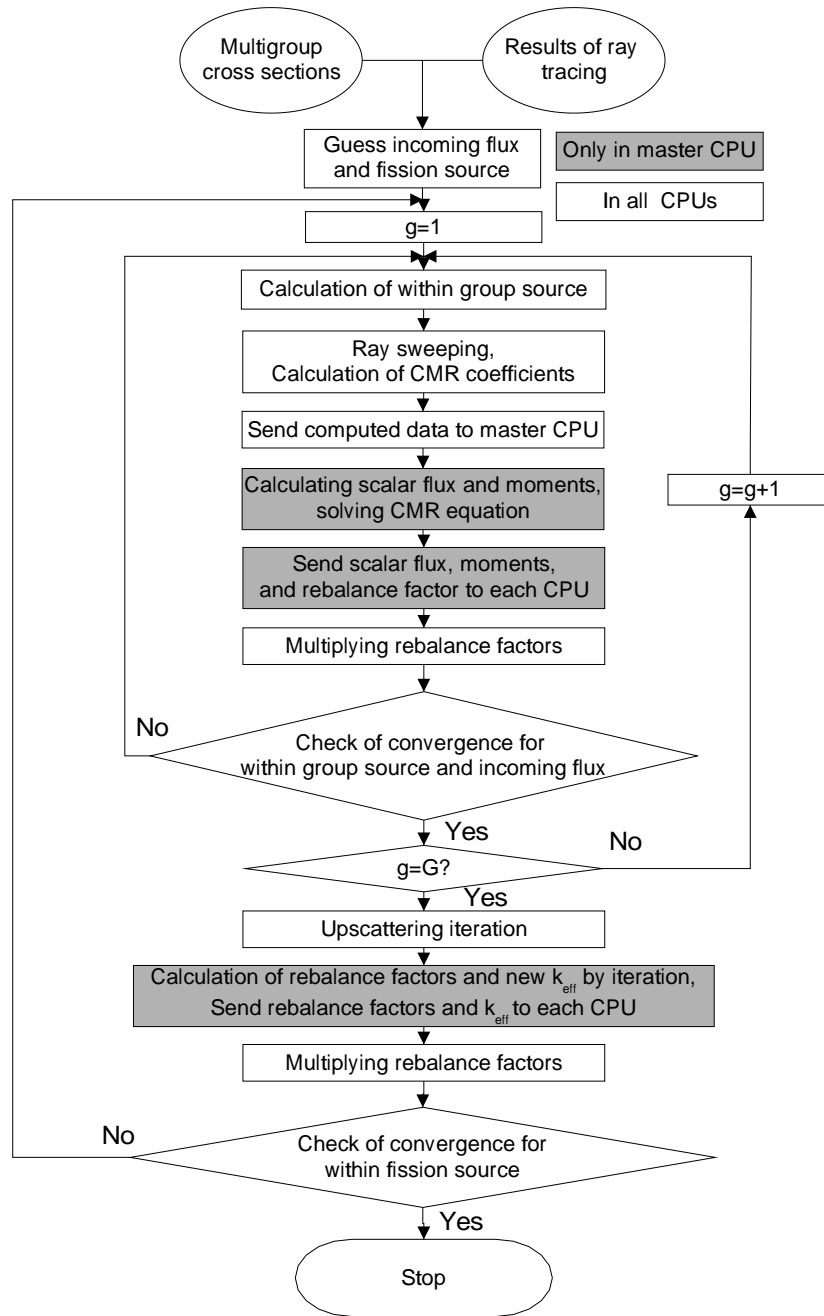 Multigroup
cross sections
Results of ray
tracing
Guess incoming flux
and fission source
Only in master CPU
In all CPUs
g=1
Calculation of within group source
Ray sweeping,
Calculation of CMR coefficients
Send computed data to master CPU
Calculating scalar flux and moments,
solving CMR equation
g=g+1
Send scalar flux, moments,
and rebalance factor to each CPU
Multiplying rebalance factors
No
Check of convergence for
within group source and incoming flux
Yes
No
g=G?
Yes
Upscattering iteration
Calculation of rebalance factors and new keff by iteration,
Send rebalance factors and keff to each CPU
Multiplying rebalance factors
No
Check of convergence for
within fission source
Yes
Stop